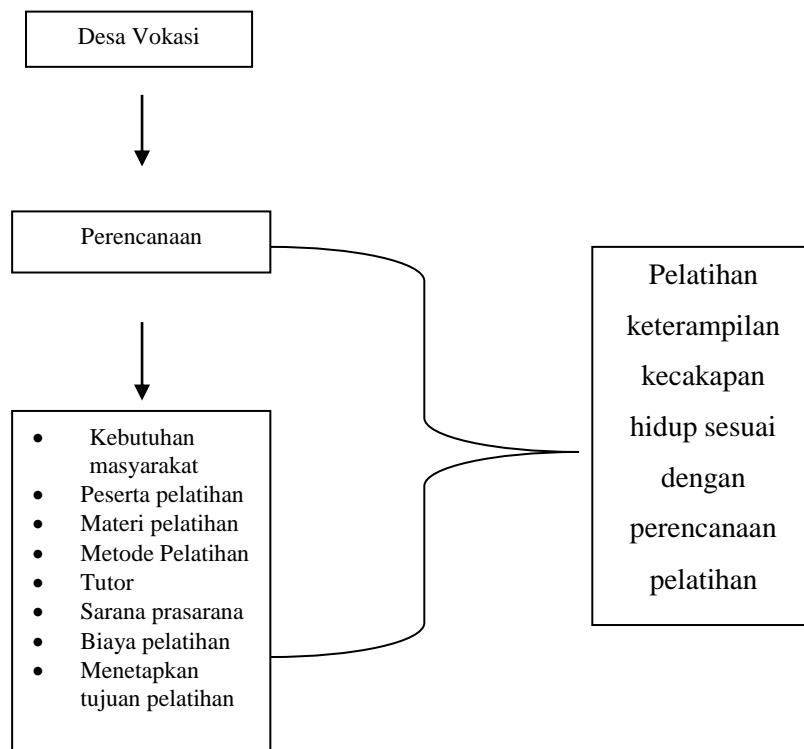 Desa Vokasi
Perencanaan
• Kebutuhan
masyarakat
• Peserta pelatihan
• Materi pelatihan
• Metode Pelatihan
• Tutor
• Sarana prasarana
• Biaya pelatihan
• Menetapkan
tujuan pelatihan
Pelatihan
keterampilan
kecakapan
hidup sesuai
dengan
perencanaan
pelatihan